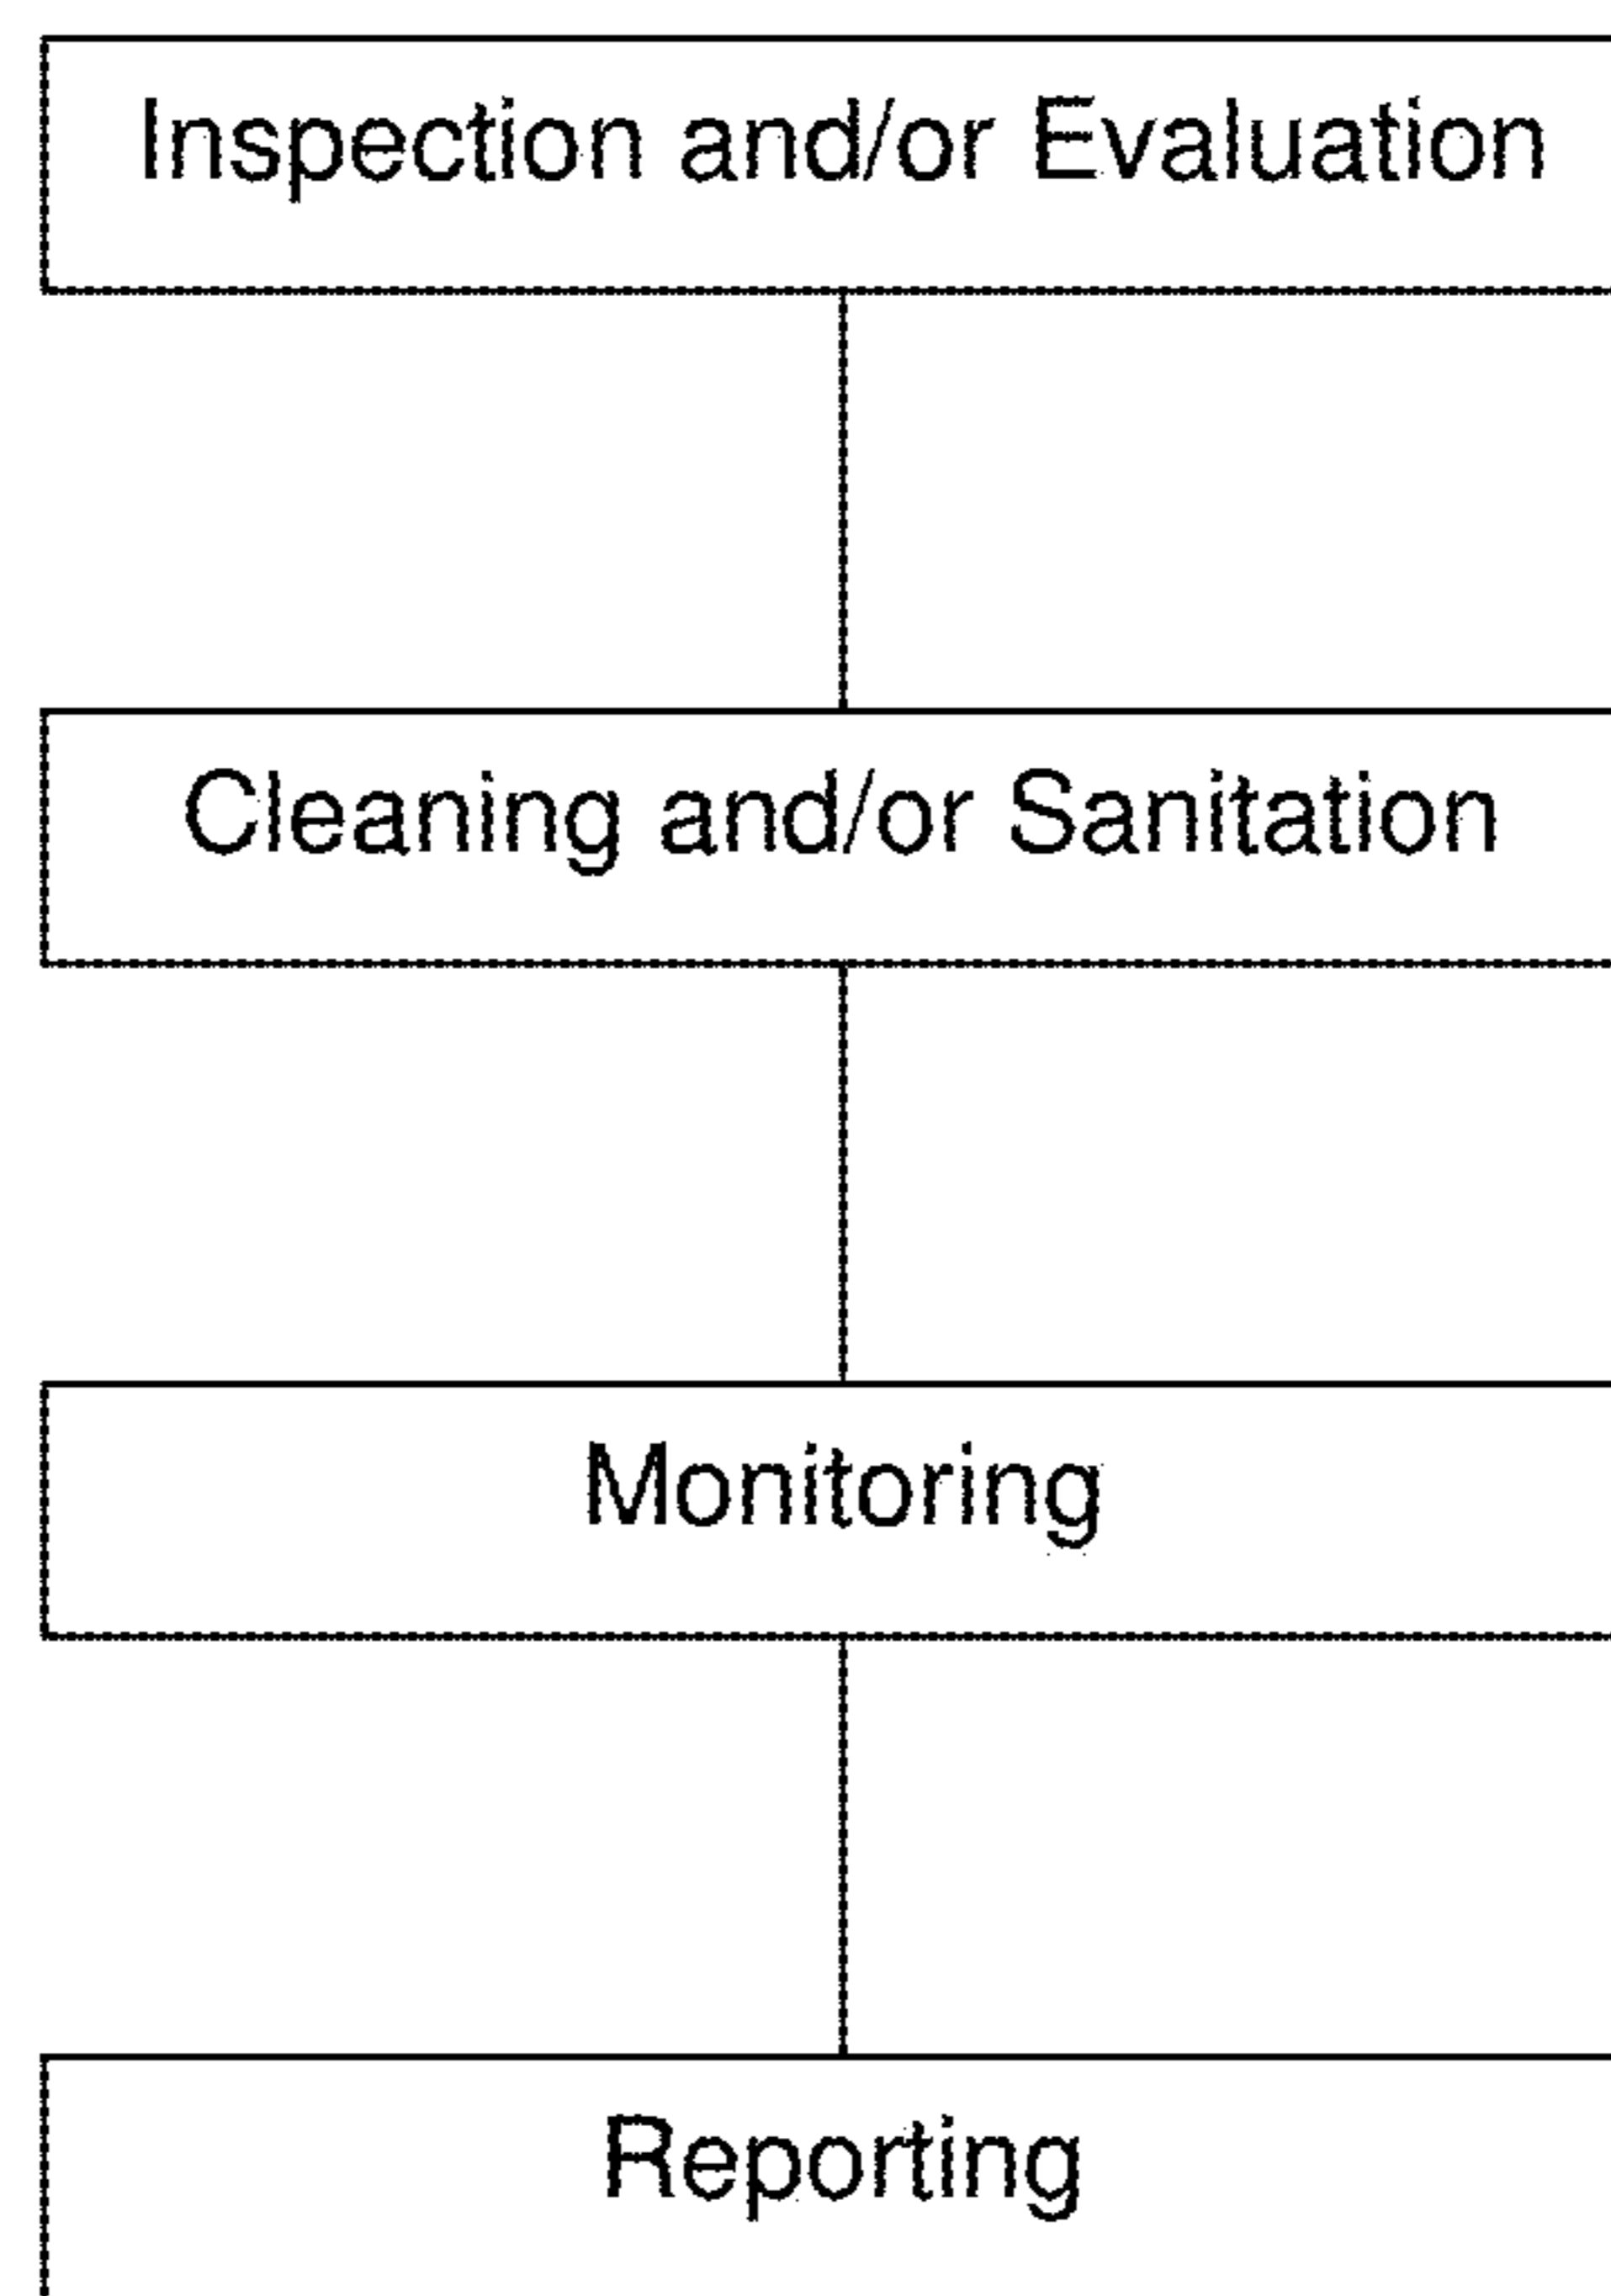 Inspection and/or Evaluation
Cleaning and/or Sanitation
Monitoring
Reporting